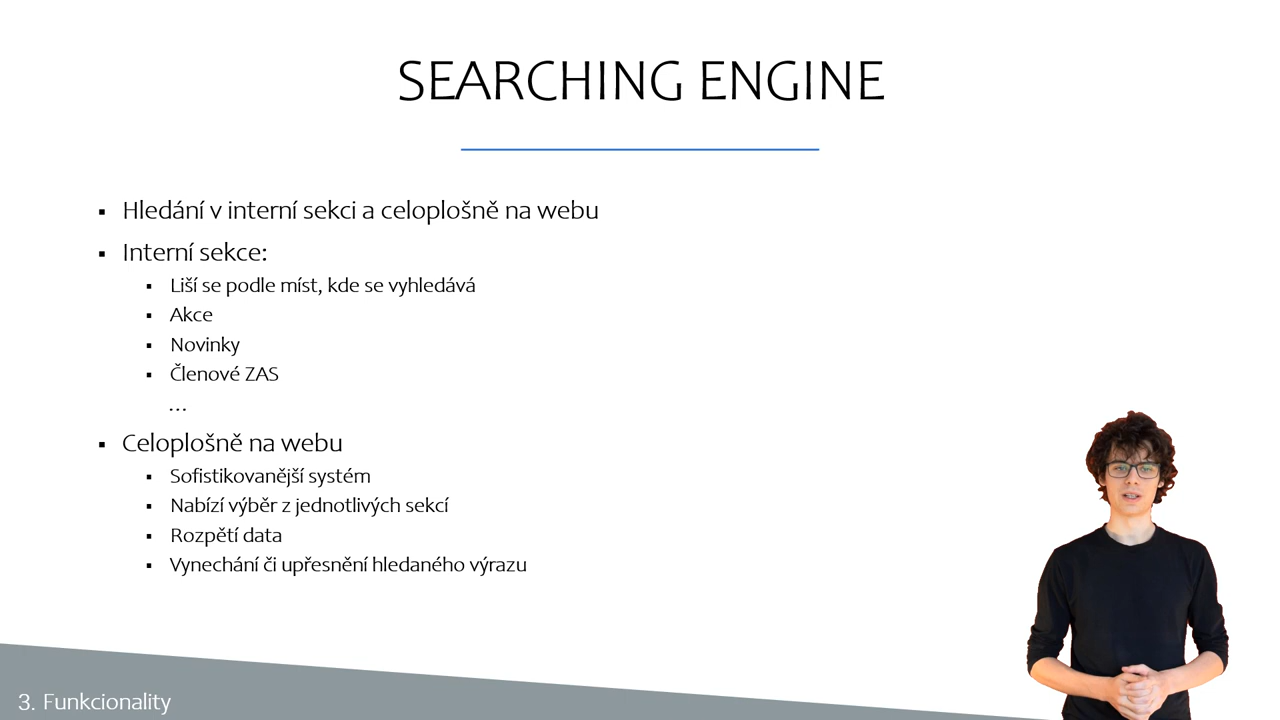 SEARCHING ENGINE
▪ Hledání v interní sekci a celoplošně na webu
▪ Interní sekce:
▪ Liší se podle míst, kde se vyhledává
▪ Akce
▪ Novinky
▪ Členové ZAS
…
▪ Celoplošně na webu
▪ Sofistikovanější systém
▪ Nabízí výběr z jednotlivých sekcí
▪ Rozpětí data
▪ Vynechání či upřesnění hledaného výrazu
3. Funkcionality